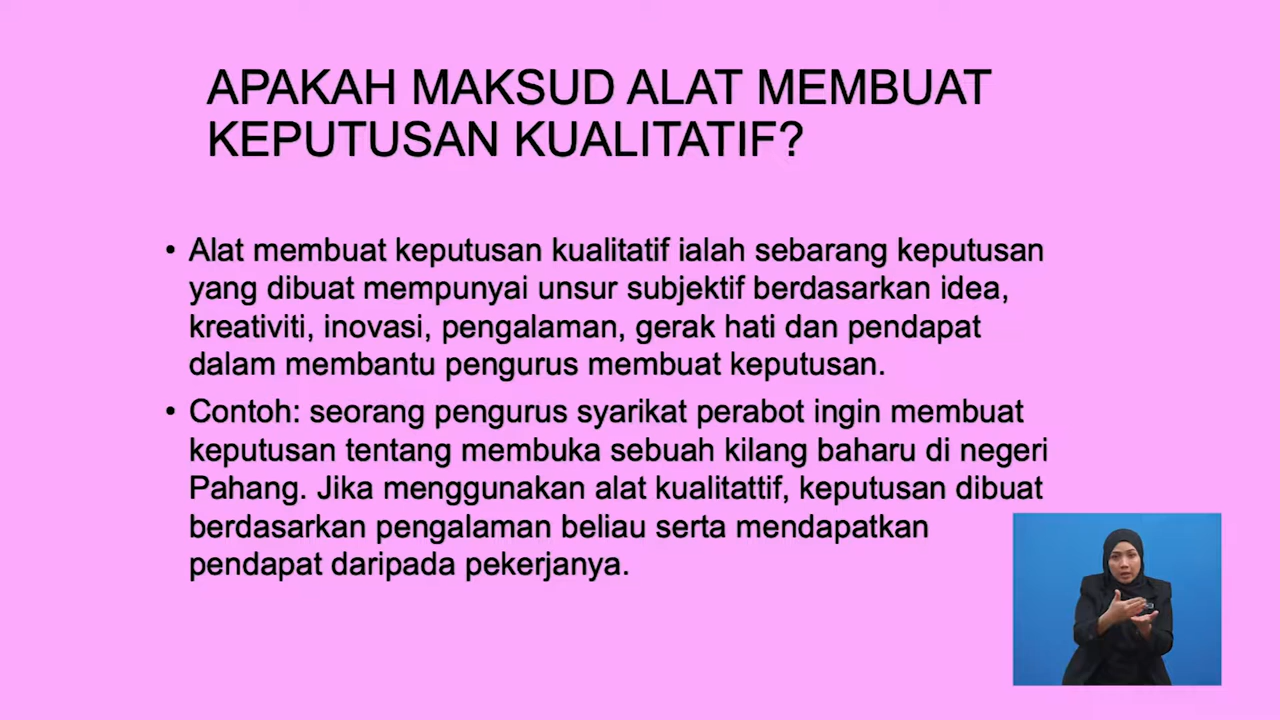 APAKAH MAKSUD ALAT MEMBUAT
KEPUTUSAN KUALITATIF?
• Alat membuat keputusan kualitatif ialah sebarang keputusan
yang dibuat mempunyai unsur subjektif berdasarkan idea,
kreativiti, inovasi, pengalaman, gerak hati dan pendapat
dalam membantu pengurus membuat keputusan.
• Contoh: seorang pengurus syarikat perabot ingin membuat
keputusan tentang membuka sebuah kilang baharu di negeri
Pahang. Jika menggunakan alat kualitattif, keputusan dibuat
berdasarkan pengalaman beliau serta mendapatkan
pendapat daripada pekerjanya.